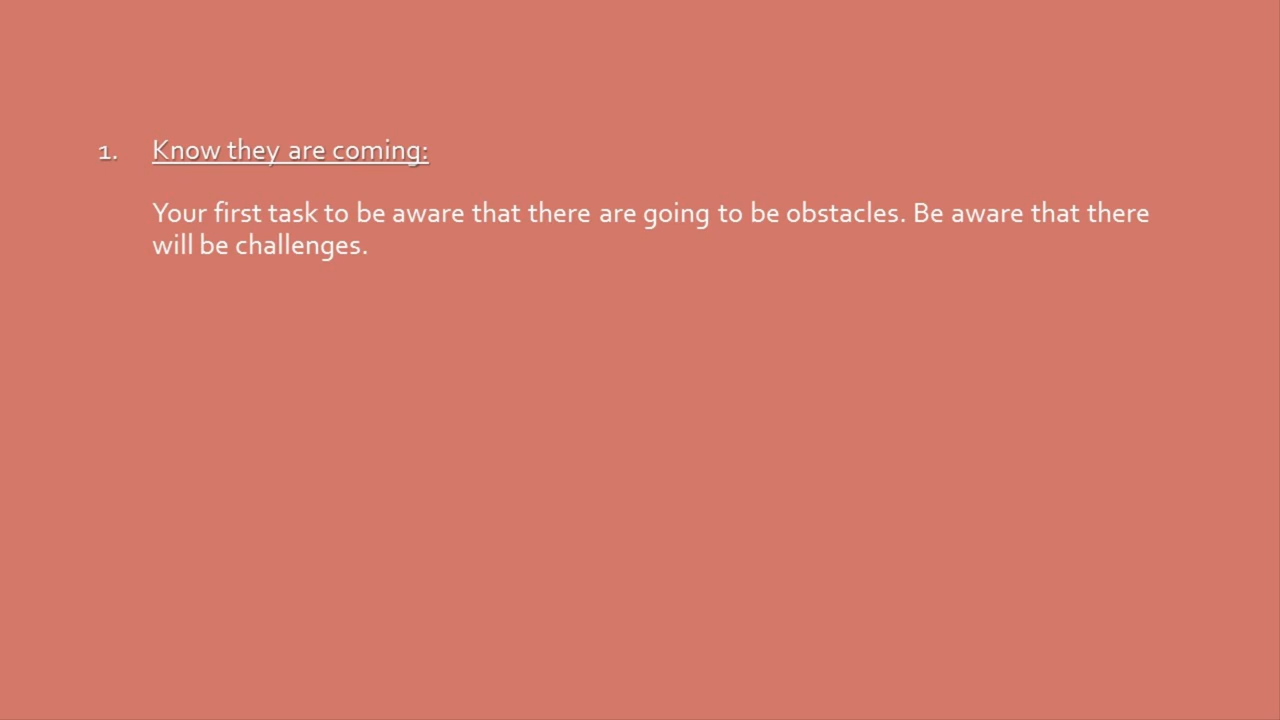 1. Know they are coming:
Your first task to be aware that there are going to be obstacles. Be aware that there
will be challenges.